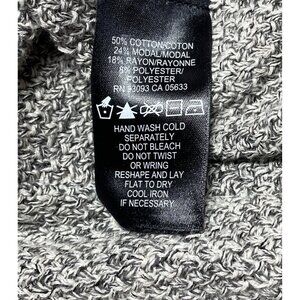 50% COTTON/COTON
24% MODAL/MODAL
18% RAYON/RAYONNE
8% POLYESTER/
POLYESTER
RN 93093 CA 05633
HAND WASH COLD
SEPARATELY
DO NOT BLEACH
DO NOT TWIST
OR WRING
RESHAPE AND LAY
FLAT TO DRY
COOL IRON
IF NECESSARY